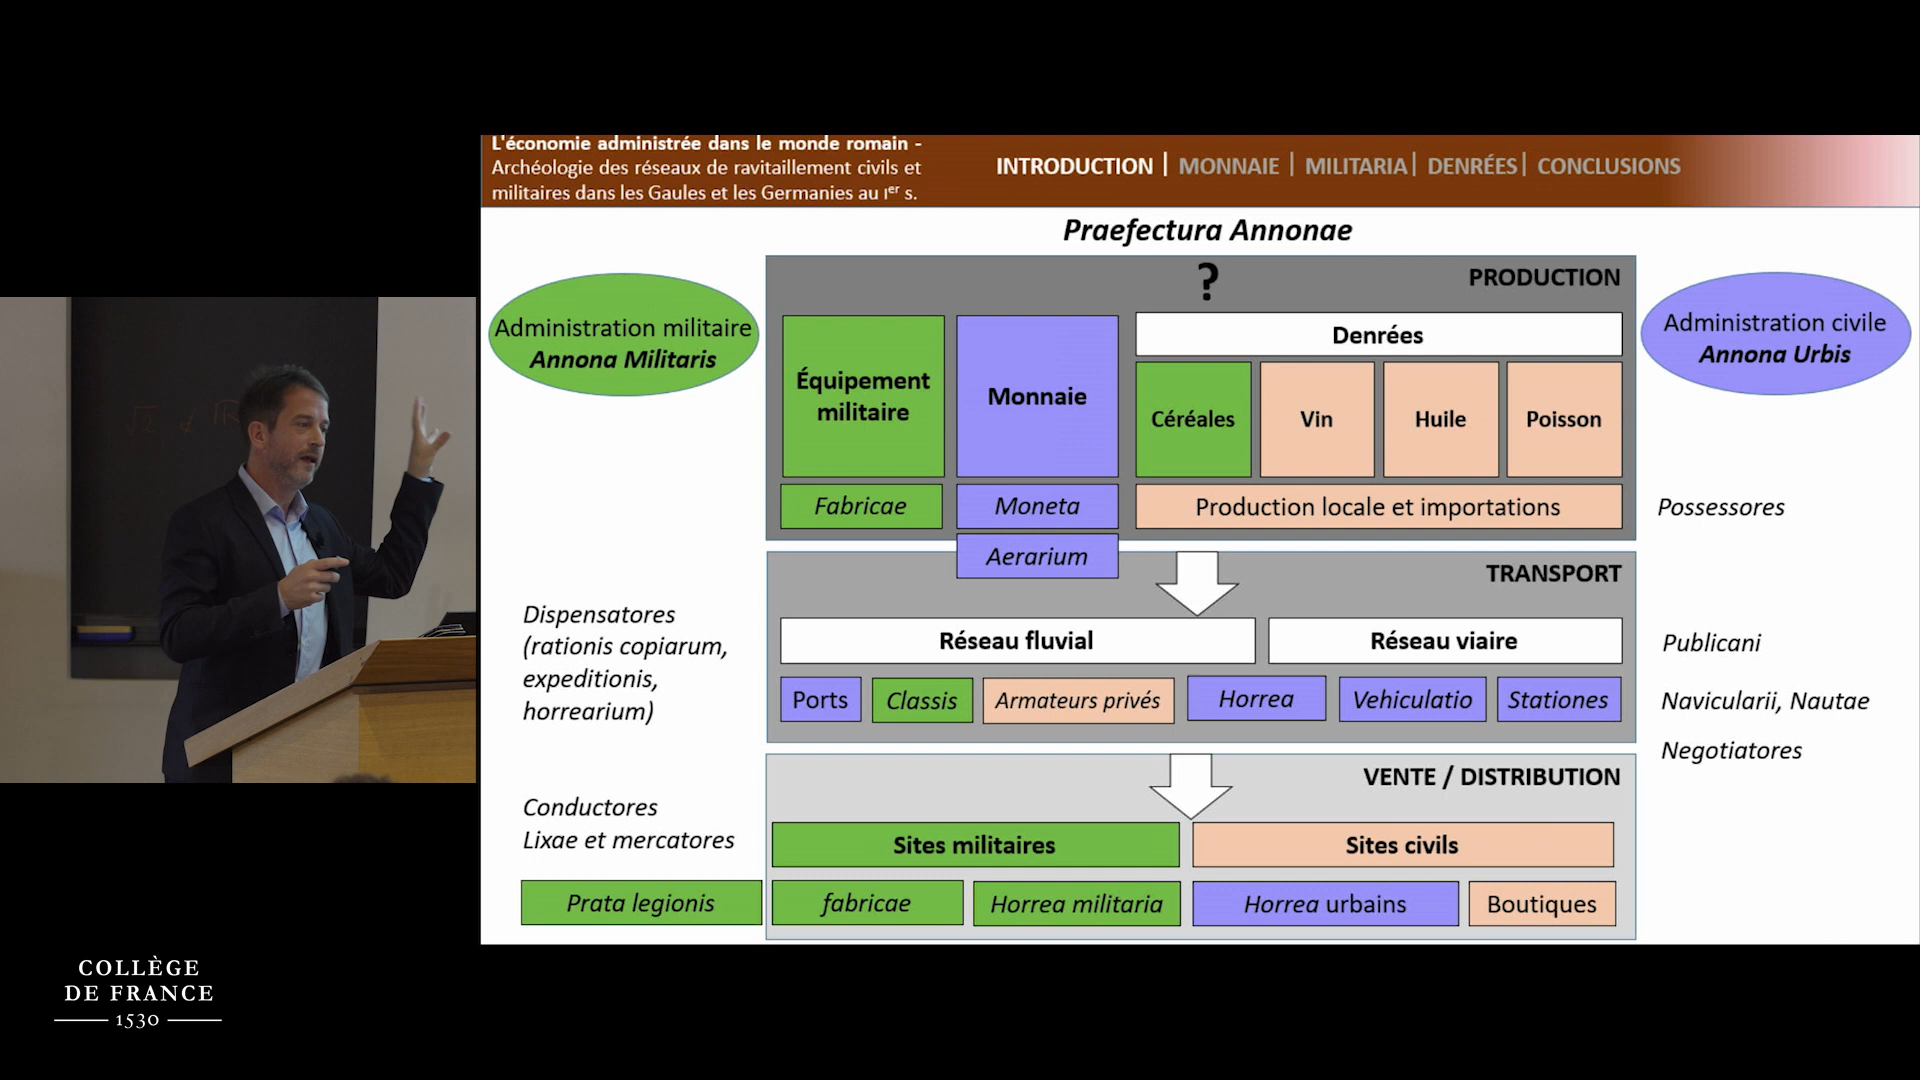 L'économie administrée dans le monde romain -
Archéologie des réseaux de ravitaillement civils et
militaires dans les Gaules et les Germanies au Ier s.
INTRODUCTION | MONNAIE | MILITARIA | DENRÉES | CONCLUSIONS
Praefectura Annonae
?
PRODUCTION
Administration militaire
Annona Militaris
Administration civile
Annona Urbis
Équipement
militaire
Monnaie
Denrées
Céréales
Vin
Huile
Poisson
Fabricae
Moneta
Production locale et importations
Possessores
Aerarium
TRANSPORT
Dispensatores
(rationis copiarum,
expeditionis,
horrearium)
Réseau fluvial
Réseau viaire
Publicani
Ports
Classis
Armateurs privés
Horrea
Vehiculatio
Stationes
Navicularii, Nautae
Negotiatores
VENTE / DISTRIBUTION
Conductores
Lixae et mercatores
Sites militaires
Sites civils
Prata legionis
fabricae
Horrea militaria
Horrea urbains
Boutiques
COLLÈGE
DE FRANCE
1530